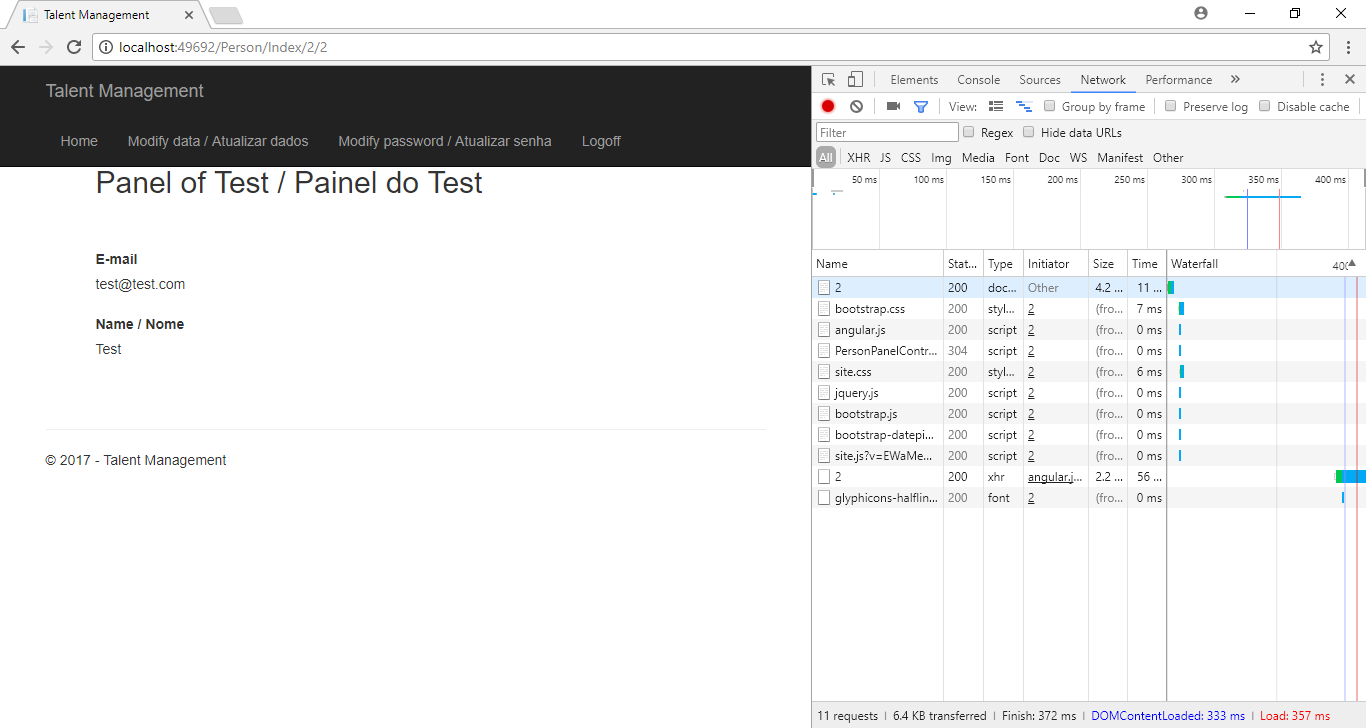 Talent Management
localhost:49692/Person/Index/2/2
Talent Management
Home Modify data / Atualizar dados Modify password / Atualizar senha Logoff
Panel of Test / Painel do Test
E-mail
test@test.com
Name / Nome
Test
© 2017 - Talent Management
Elements Console Sources Network Performance »
View: Group by frame Preserve log Disable cache
Filter Regex Hide data URLs
All XHR JS CSS Img Media Font Doc WS Manifest Other
50 ms 100 ms 150 ms 200 ms 250 ms 300 ms 350 ms 400 ms
Name Stat... Type Initiator Size Time Waterfall 400
2 200 doc... Other 4.2 ... 11 ...
bootstrap.css 200 styl... 2 (fro... 7 ms
angular.js 200 script 2 (fro... 0 ms
PersonPanelContr... 304 script 2 (fro... 0 ms
site.css 200 styl... 2 (fro... 6 ms
jquery.js 200 script 2 (fro... 0 ms
bootstrap.js 200 script 2 (fro... 0 ms
bootstrap-datepi... 200 script 2 (fro... 0 ms
site.js?v=EWaMe... 200 script 2 (fro... 0 ms
2 200 xhr angular.j... 2.2 ... 56 ...
glyphicons-halflin... 200 font 2 (fro... 0 ms
11 requests | 6.4 KB transferred | Finish: 372 ms | DOMContentLoaded: 333 ms | Load: 357 ms